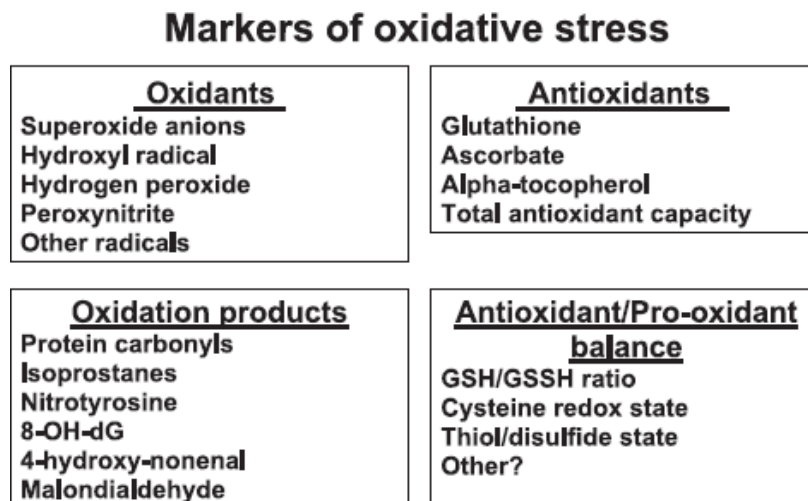 Markers of oxidative stress
Oxidants
Superoxide anions
Hydroxyl radical
Hydrogen peroxide
Peroxynitrite
Other radicals
Antioxidants
Glutathione
Ascorbate
Alpha-tocopherol
Total antioxidant capacity
Oxidation products
Protein carbonyls
Isoprostanes
Nitrotyrosine
8-OH-dG
4-hydroxy-nonenal
Malondialdehyde
Antioxidant/Pro-oxidant
balance
GSH/GSSH ratio
Cysteine redox state
Thiol/disulfide state
Other?